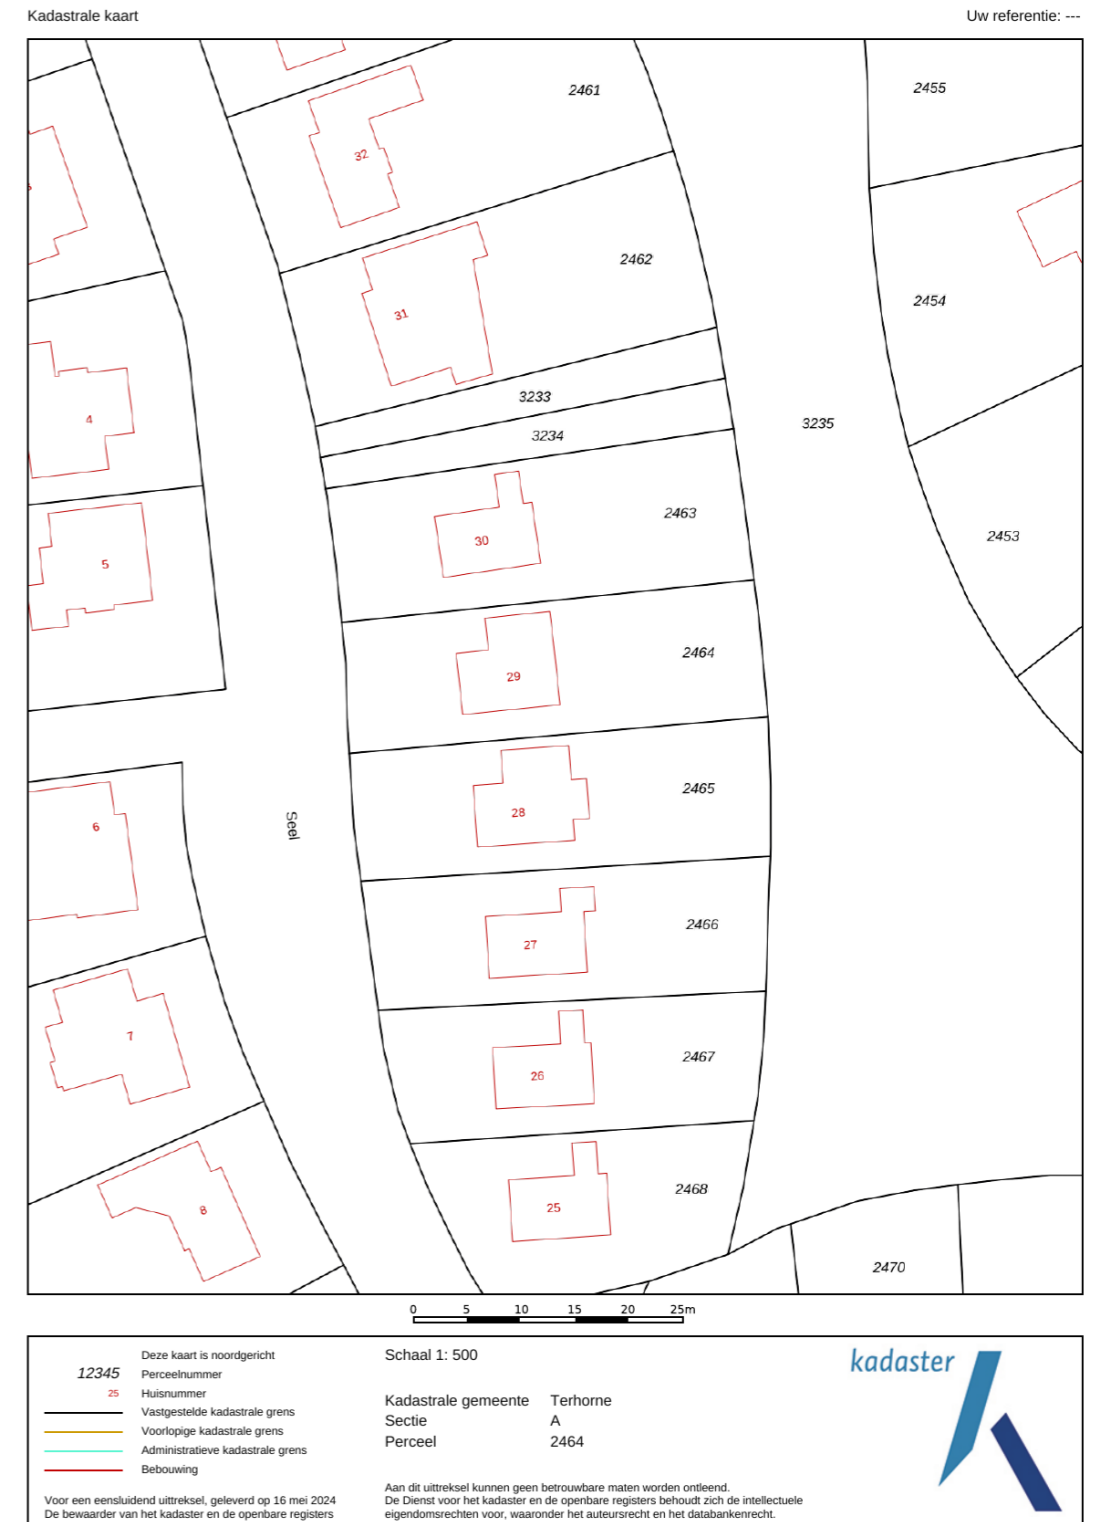 Kadastrale kaart
Uw referentie: ---
2461
2455
32
2462
2454
31
3233
3234
3235
4
2463
30
2453
5
2464
29
2465
28
6
Seel
2466
27
7
2467
26
2468
25
8
2470
0 5 10 15 20 25m
Deze kaart is noordgericht
12345 Perceelnummer
25 Huisnummer
Vastgestelde kadastrale grens
Voorlopige kadastrale grens
Administratieve kadastrale grens
Bebouwing
Voor een eensluidend uittreksel, geleverd op 16 mei 2024
De bewaarder van het kadaster en de openbare registers
Schaal 1: 500
Kadastrale gemeente Terhorne
Sectie A
Perceel 2464
Aan dit uittreksel kunnen geen betrouwbare maten worden ontleend.
De Dienst voor het kadaster en de openbare registers behoudt zich de intellectuele
eigendomsrechten voor, waaronder het auteursrecht en het databankenrecht.
kadaster